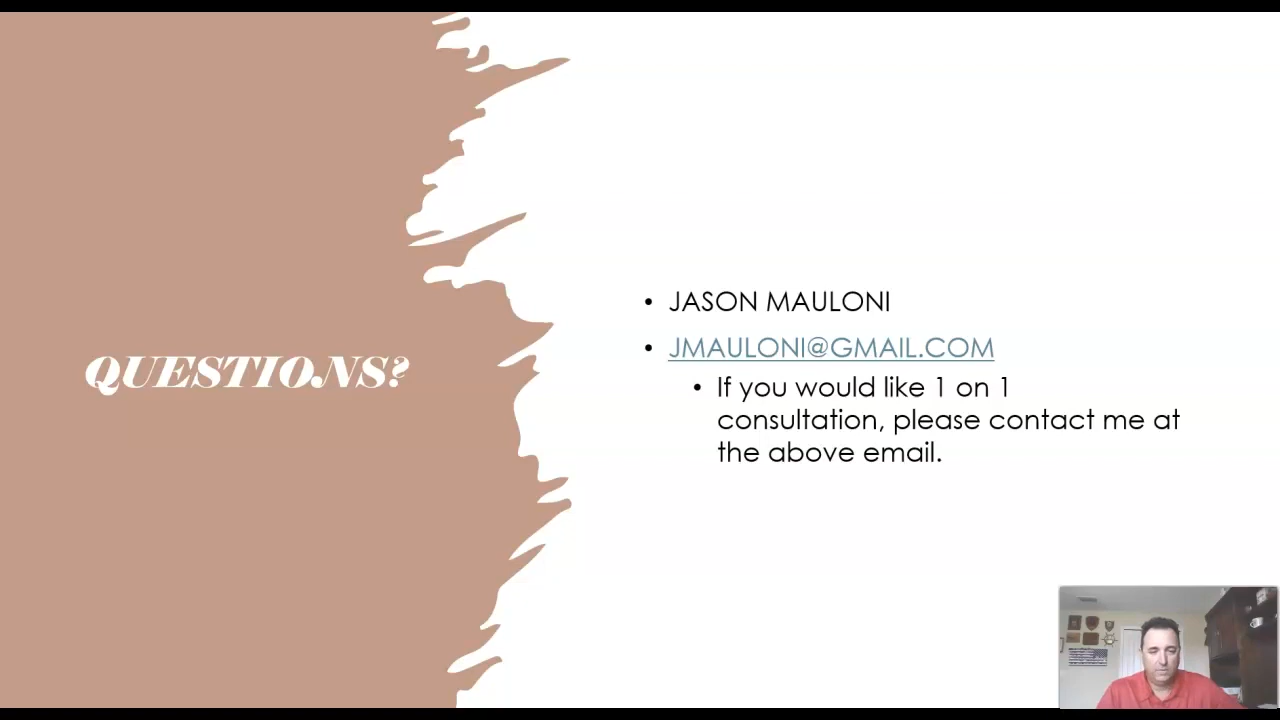 QUESTIONS?
• JASON MAULONI
• JMAULONI@GMAIL.COM
• If you would like 1 on 1
consultation, please contact me at
the above email.